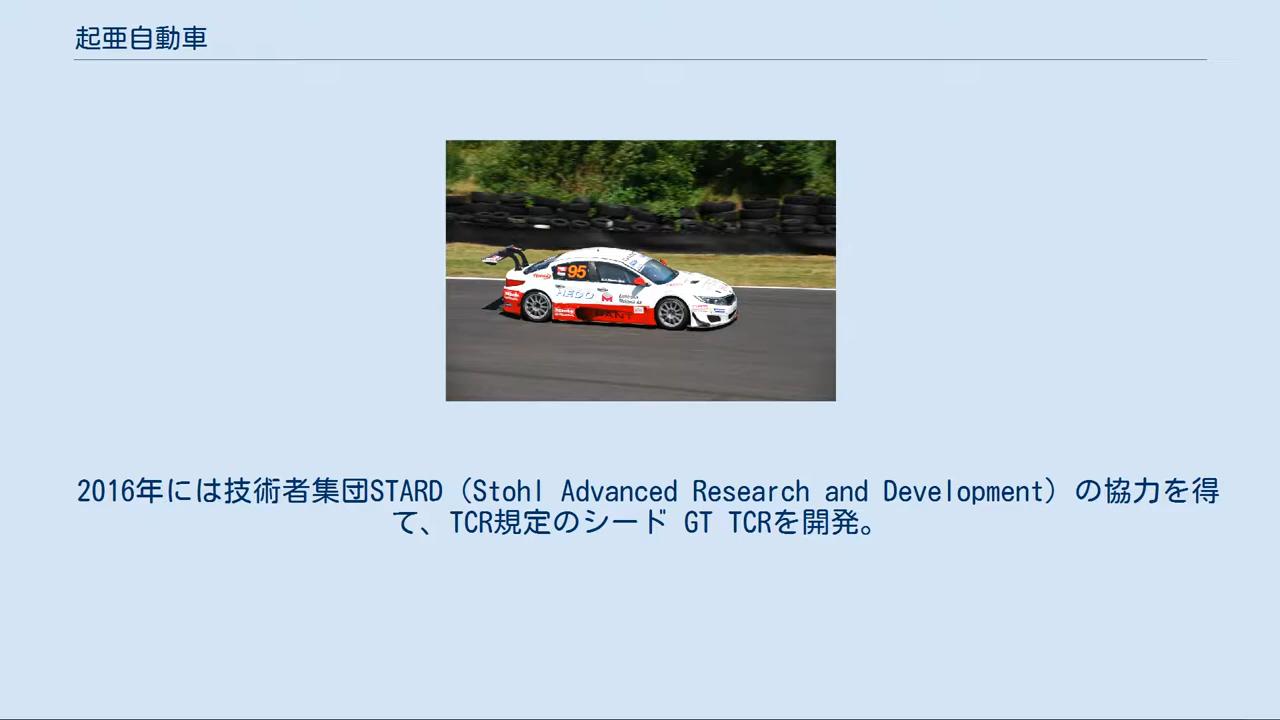 起亜自動車
95
HEDO
2016年には技術者集団STARD（Stohl Advanced Research and Development）の協力を得
て、TCR規定のシード GT TCRを開発。